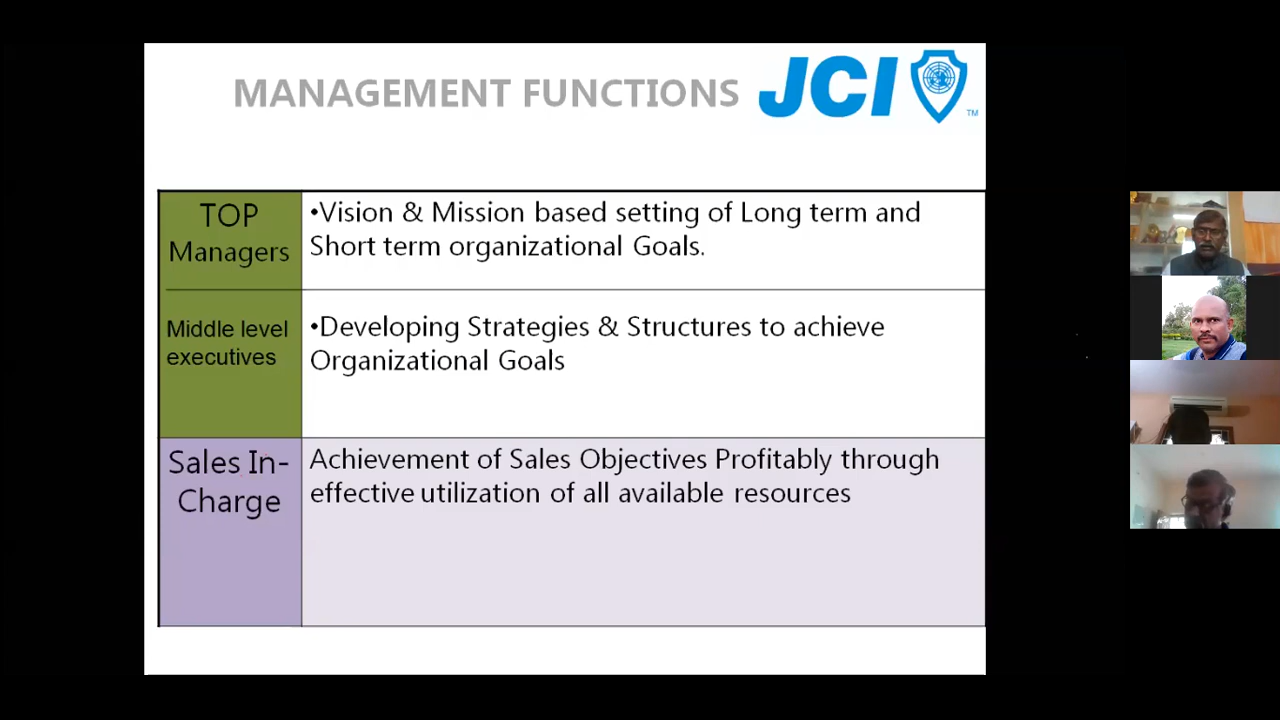 MANAGEMENT FUNCTIONS
JCI
TM
TOP
Managers
•Vision & Mission based setting of Long term and
Short term organizational Goals.
Middle level
executives
•Developing Strategies & Structures to achieve
Organizational Goals
Sales In-
Charge
Achievement of Sales Objectives Profitably through
effective utilization of all available resources